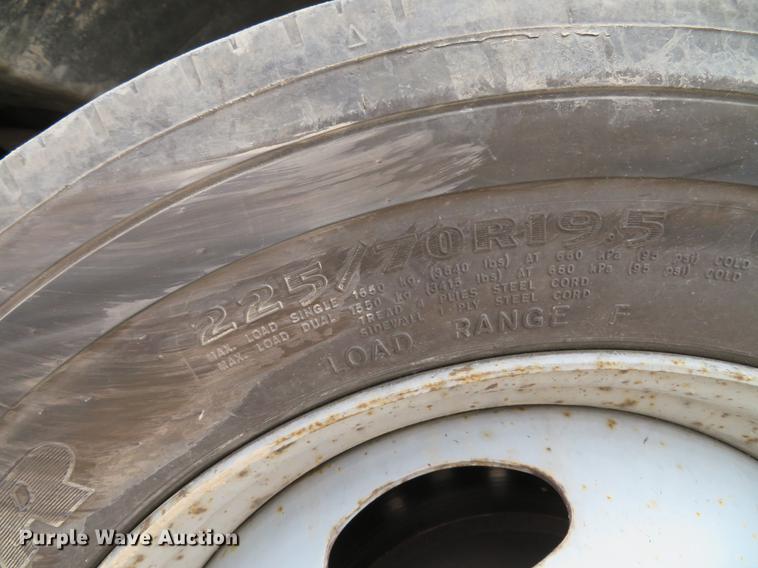 225/70R19.5
MAX. LOAD SINGLE 1650 kg. (3640 lbs) AT 660 kPa (95 psi) COLD
MAX. LOAD DUAL 1550 kg (3415 lbs) AT 660 kPa (95 psi) COLD
TREAD 4 PLIES STEEL CORD
SIDEWALL 1 PLY STEEL CORD
LOAD RANGE F
R
Purple Wave Auction